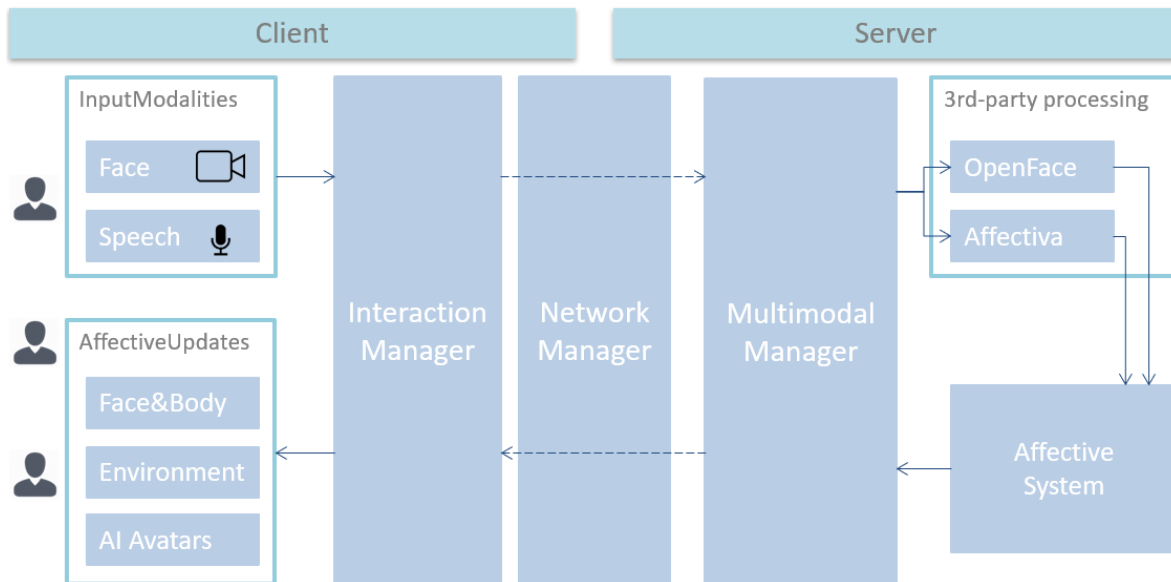 Client
Server
InputModalities
Face
Speech
3rd-party processing
OpenFace
Affectiva
Interaction
Manager
Network
Manager
Multimodal
Manager
AffectiveUpdates
Face&Body
Environment
AI Avatars
Affective
System